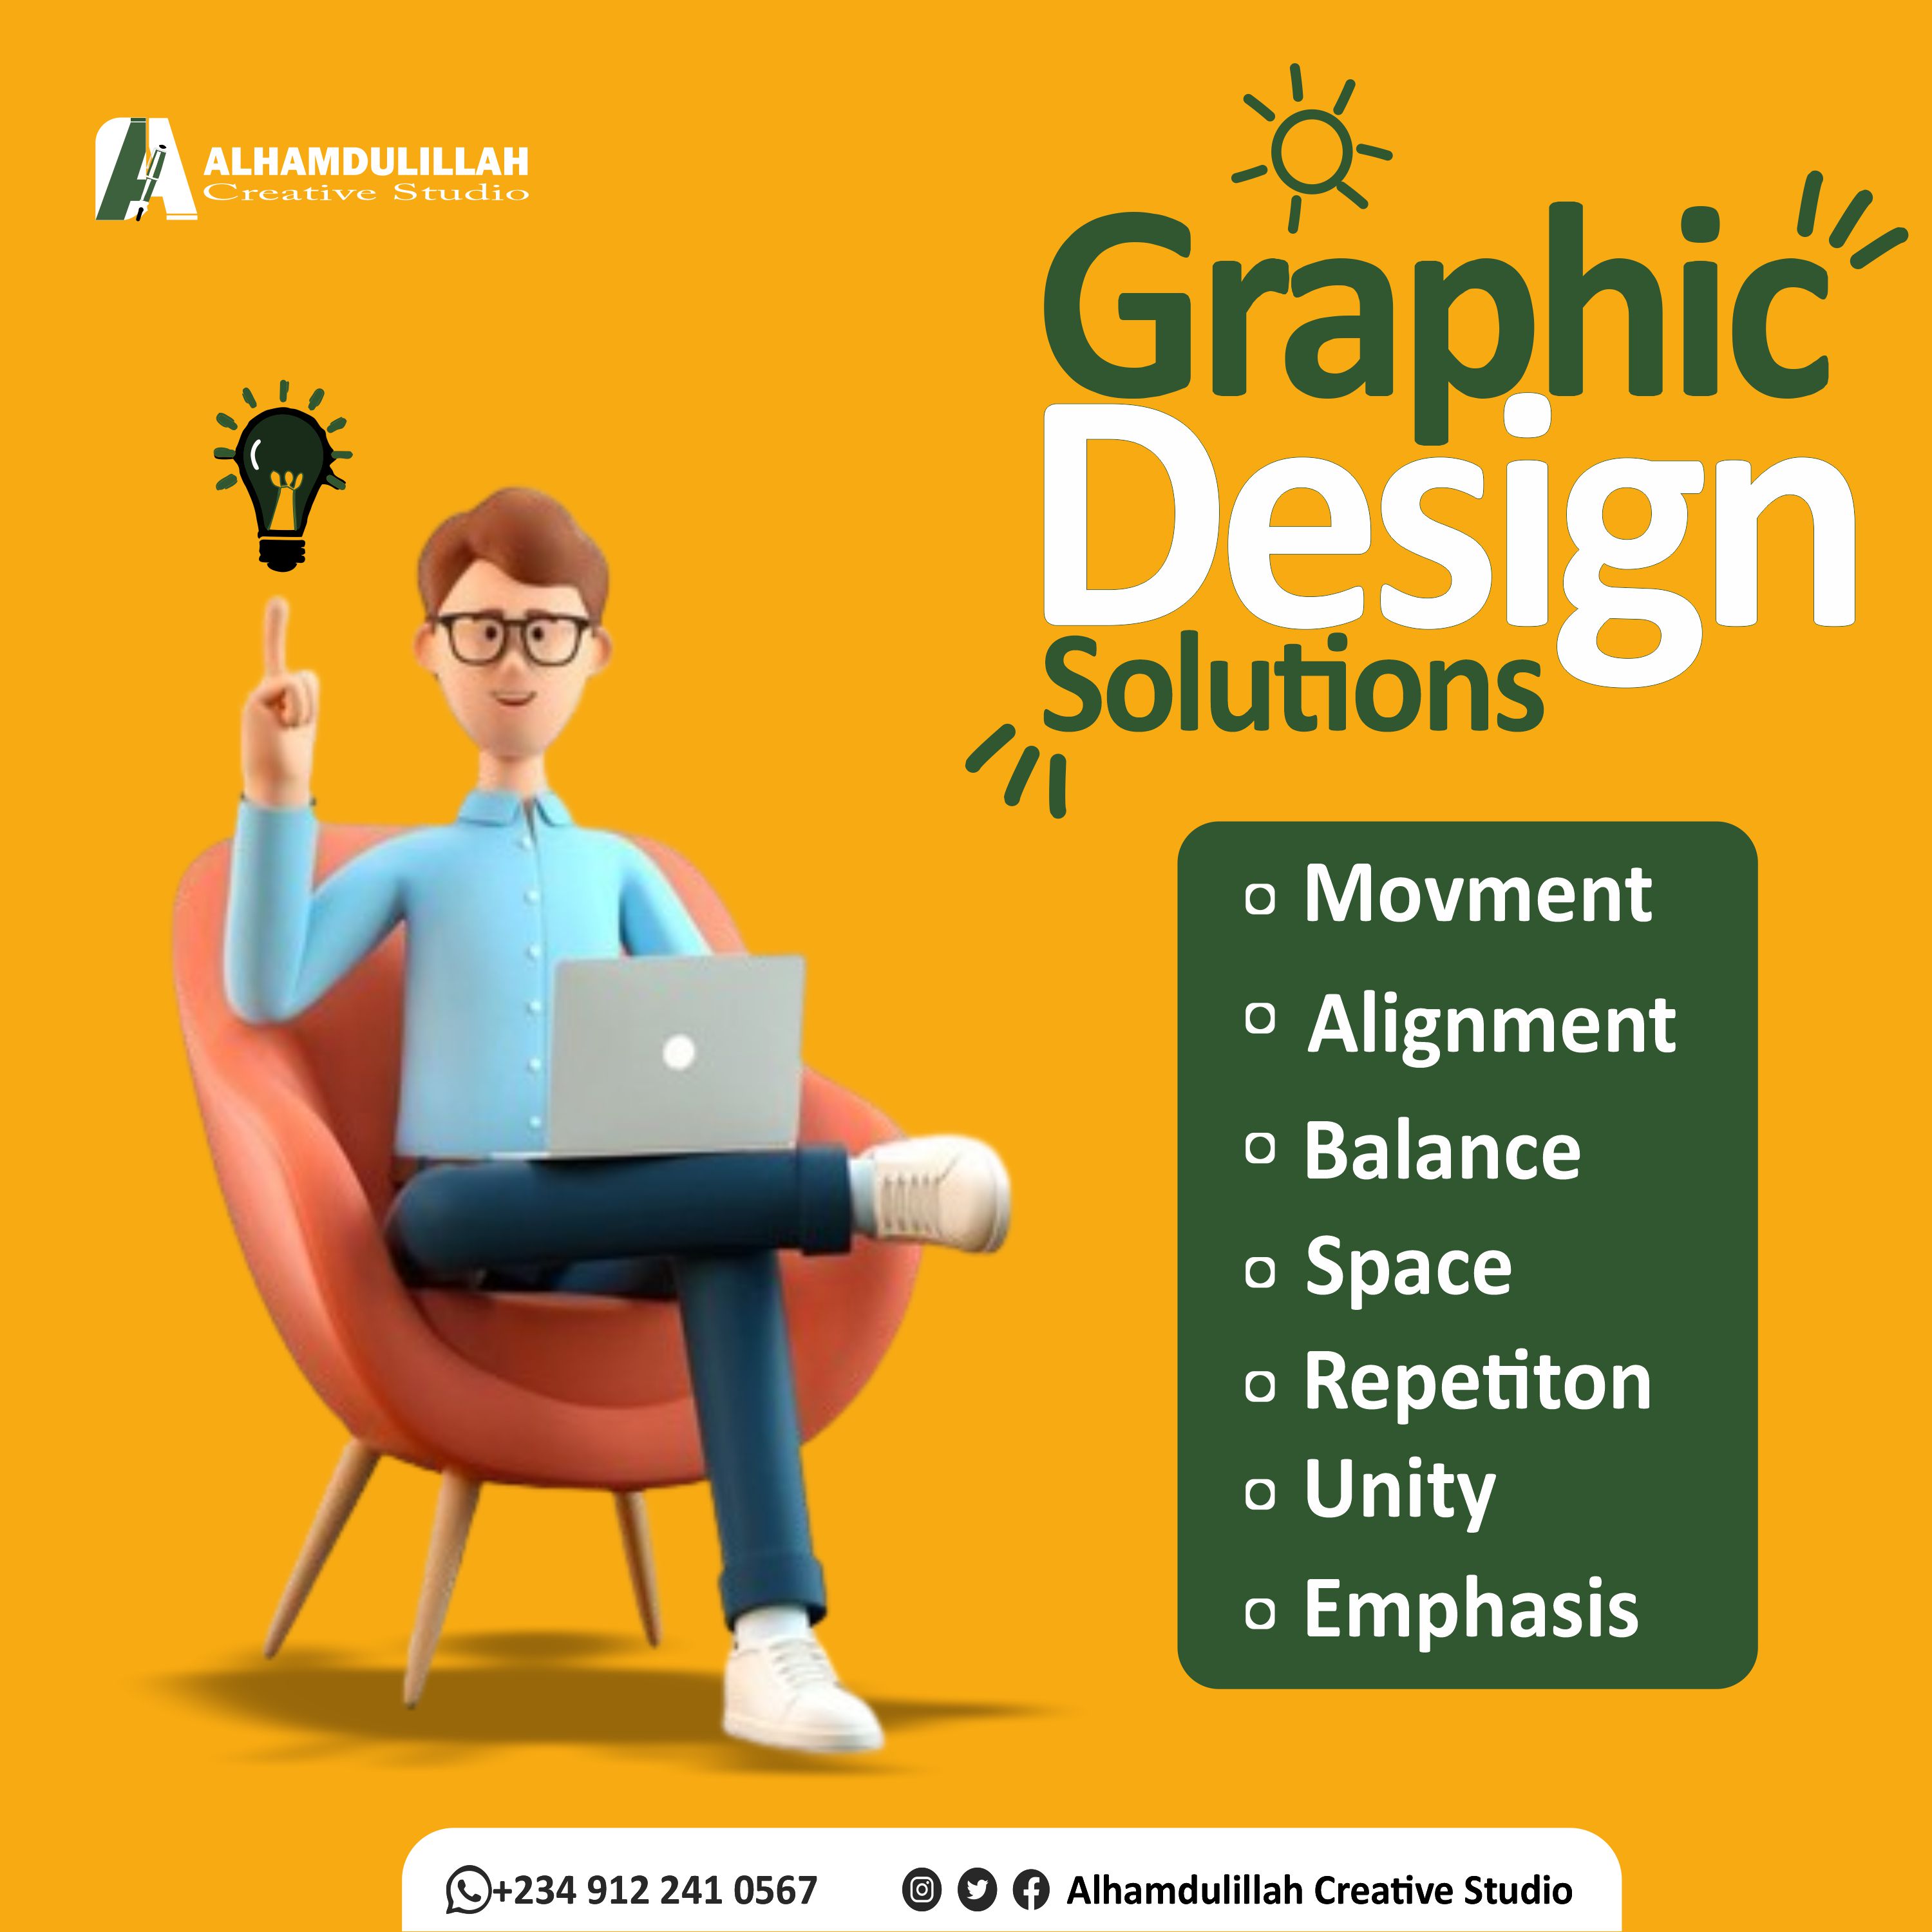 ALHAMDULILLAH
Creative Studio
Graphic
Design
Solutions
Movment
Alignment
Balance
Space
Repetiton
Unity
Emphasis
+234 912 241 0567
Alhamdulillah Creative Studio